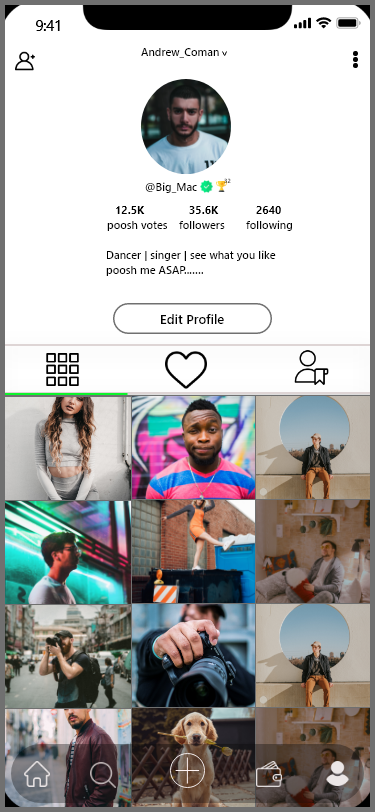 9:41
Andrew_Coman v
@Big_Mac 32
12.5K 35.6K 2640
poosh votes followers following
Dancer | singer | see what you like
poosh me ASAP.......
Edit Profile